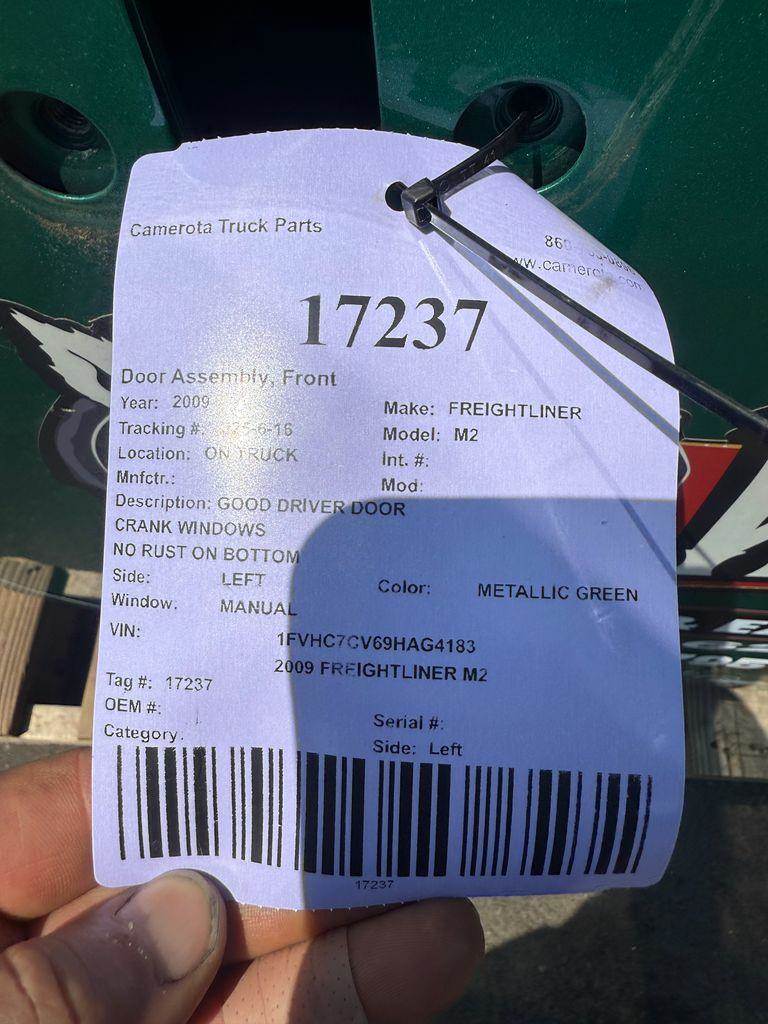 Camerota Truck Parts
17237
Door Assembly, Front
Year: 2009
Make: FREIGHTLINER
Tracking #: -6-16
Model: M2
Location: ON TRUCK
Int. #:
Mnfctr.:
Mod:
Description: GOOD DRIVER DOOR
CRANK WINDOWS
NO RUST ON BOTTOM
Side: LEFT
Color: METALLIC GREEN
Window: MANUAL
VIN: 1FVHC7CV69HAG4183
2009 FREIGHTLINER M2
Tag #: 17237
OEM #:
Serial #:
Category:
Side: Left
17237